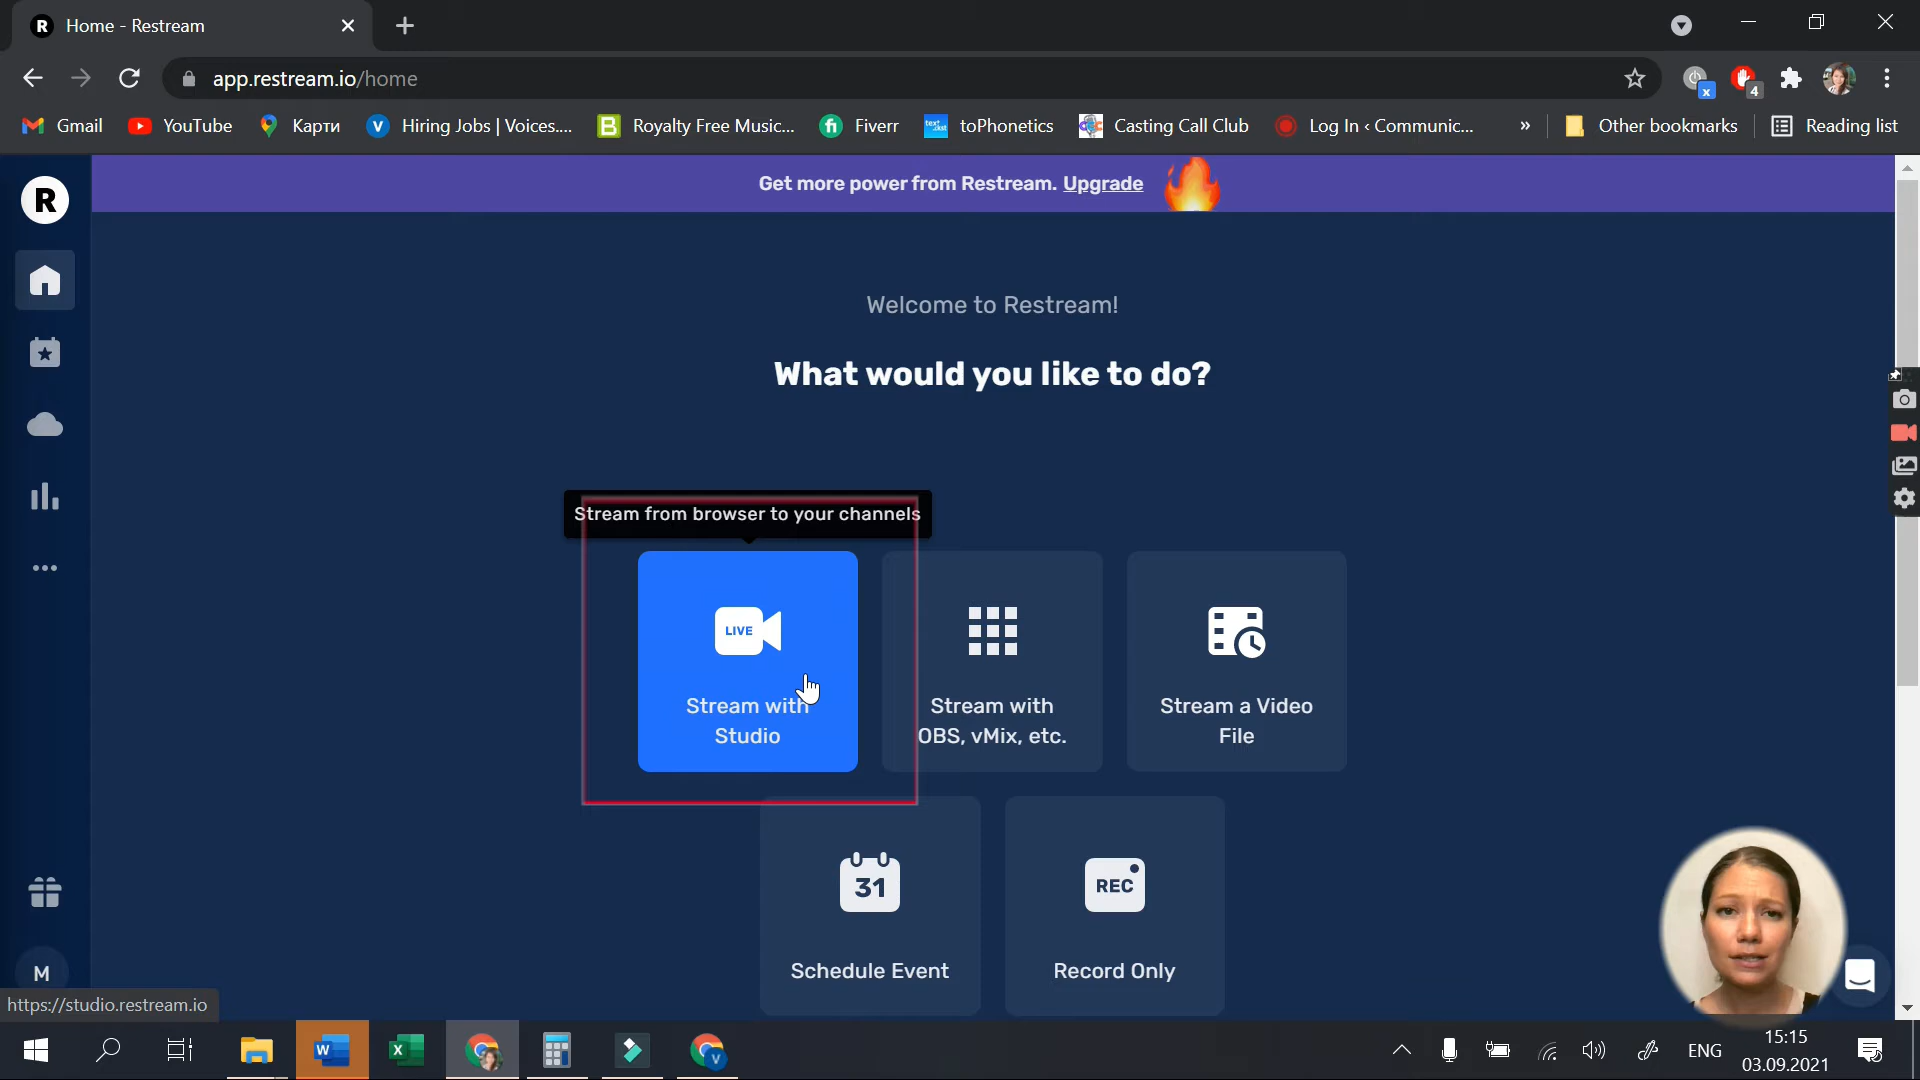 R Home - Restream
app.restream.io/home
x 4
Gmail YouTube Карти V Hiring Jobs | Voices.... B Royalty Free Music... fi Fiverr toPhonetics Casting Call Club Log In ‹ Communic... » Other bookmarks Reading list
R
Get more power from Restream. Upgrade
Welcome to Restream!
What would you like to do?
Stream from browser to your channels
LIVE
Stream with
Studio
Stream with
OBS, vMix, etc.
Stream a Video
File
31
Schedule Event
REC
Record Only
M
https://studio.restream.io
W X V ENG
15:15
03.09.2021